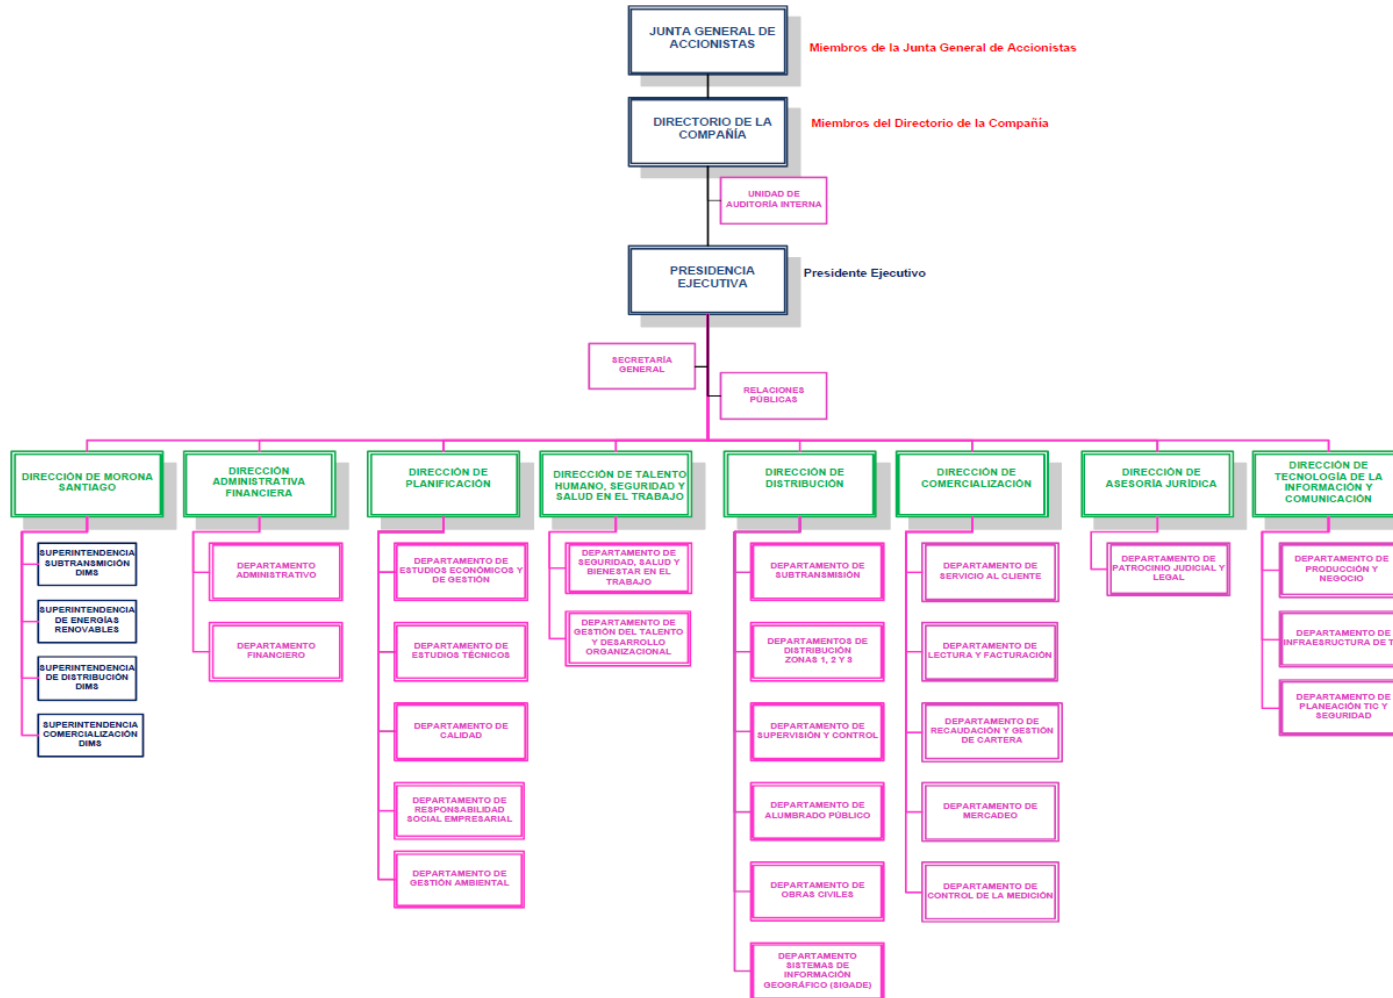 JUNTA GENERAL DE
ACCIONISTAS
Miembros de la Junta General de Accionistas
DIRECTORIO DE LA
COMPAÑÍA
Miembros del Directorio de la Compañía
UNIDAD DE
AUDITORÍA INTERNA
PRESIDENCIA
EJECUTIVA
Presidente Ejecutivo
SECRETARÍA
GENERAL
RELACIONES
PÚBLICAS
DIRECCIÓN DE MORONA
SANTIAGO
SUPERINTENDENCIA
SUBTRANSMICIÓN
DIMS
SUPERINTENDENCIA
DE ENERGÍAS
RENOVABLES
SUPERINTENDENCIA
DE DISTRIBUCIÓN
DIMS
SUPERINTENDENCIA
COMERCIALIZACIÓN
DIMS
DIRECCIÓN
ADMINISTRATIVA
FINANCIERA
DEPARTAMENTO
ADMINISTRATIVO
DEPARTAMENTO
FINANCIERO
DIRECCIÓN DE
PLANIFICACIÓN
DEPARTAMENTO DE
ESTUDIOS ECONÓMICOS Y
DE GESTIÓN
DEPARTAMENTO DE
ESTUDIOS TÉCNICOS
DEPARTAMENTO DE
CALIDAD
DEPARTAMENTO DE
RESPONSABILIDAD
SOCIAL EMPRESARIAL
DEPARTAMENTO DE
GESTIÓN AMBIENTAL
DIRECCIÓN DE TALENTO
HUMANO, SEGURIDAD Y
SALUD EN EL TRABAJO
DEPARTAMENTO DE
SEGURIDAD, SALUD Y
BIENESTAR EN EL
TRABAJO
DEPARTAMENTO DE
GESTIÓN DEL TALENTO
Y DESARROLLO
ORGANIZACIONAL
DIRECCIÓN DE
DISTRIBUCIÓN
DEPARTAMENTO DE
SUBTRANSMISIÓN
DEPARTAMENTOS DE
DISTRIBUCIÓN
ZONAS 1, 2 Y 3
DEPARTAMENTO DE
SUPERVISIÓN Y CONTROL
DEPARTAMENTO DE
ALUMBRADO PÚBLICO
DEPARTAMENTO DE
OBRAS CIVILES
DEPARTAMENTO
SISTEMAS DE
INFORMACIÓN
GEOGRÁFICO (SIGADE)
DIRECCIÓN DE
COMERCIALIZACIÓN
DEPARTAMENTO DE
SERVICIO AL CLIENTE
DEPARTAMENTO DE
LECTURA Y FACTURACIÓN
DEPARTAMENTO DE
RECAUDACIÓN Y GESTIÓN
DE CARTERA
DEPARTAMENTO DE
MERCADEO
DEPARTAMENTO DE
CONTROL DE LA MEDICIÓN
DIRECCIÓN DE
ASESORÍA JURÍDICA
DEPARTAMENTO DE
PATROCINIO JUDICIAL Y
LEGAL
DIRECCIÓN DE
TECNOLOGÍA DE LA
INFORMACIÓN Y
COMUNICACIÓN
DEPARTAMENTO DE
PRODUCCIÓN Y
NEGOCIO
DEPARTAMENTO DE
INFRAESRUCTURA DE
DEPARTAMENTO DE
PLANEACIÓN TIC Y
SEGURIDAD